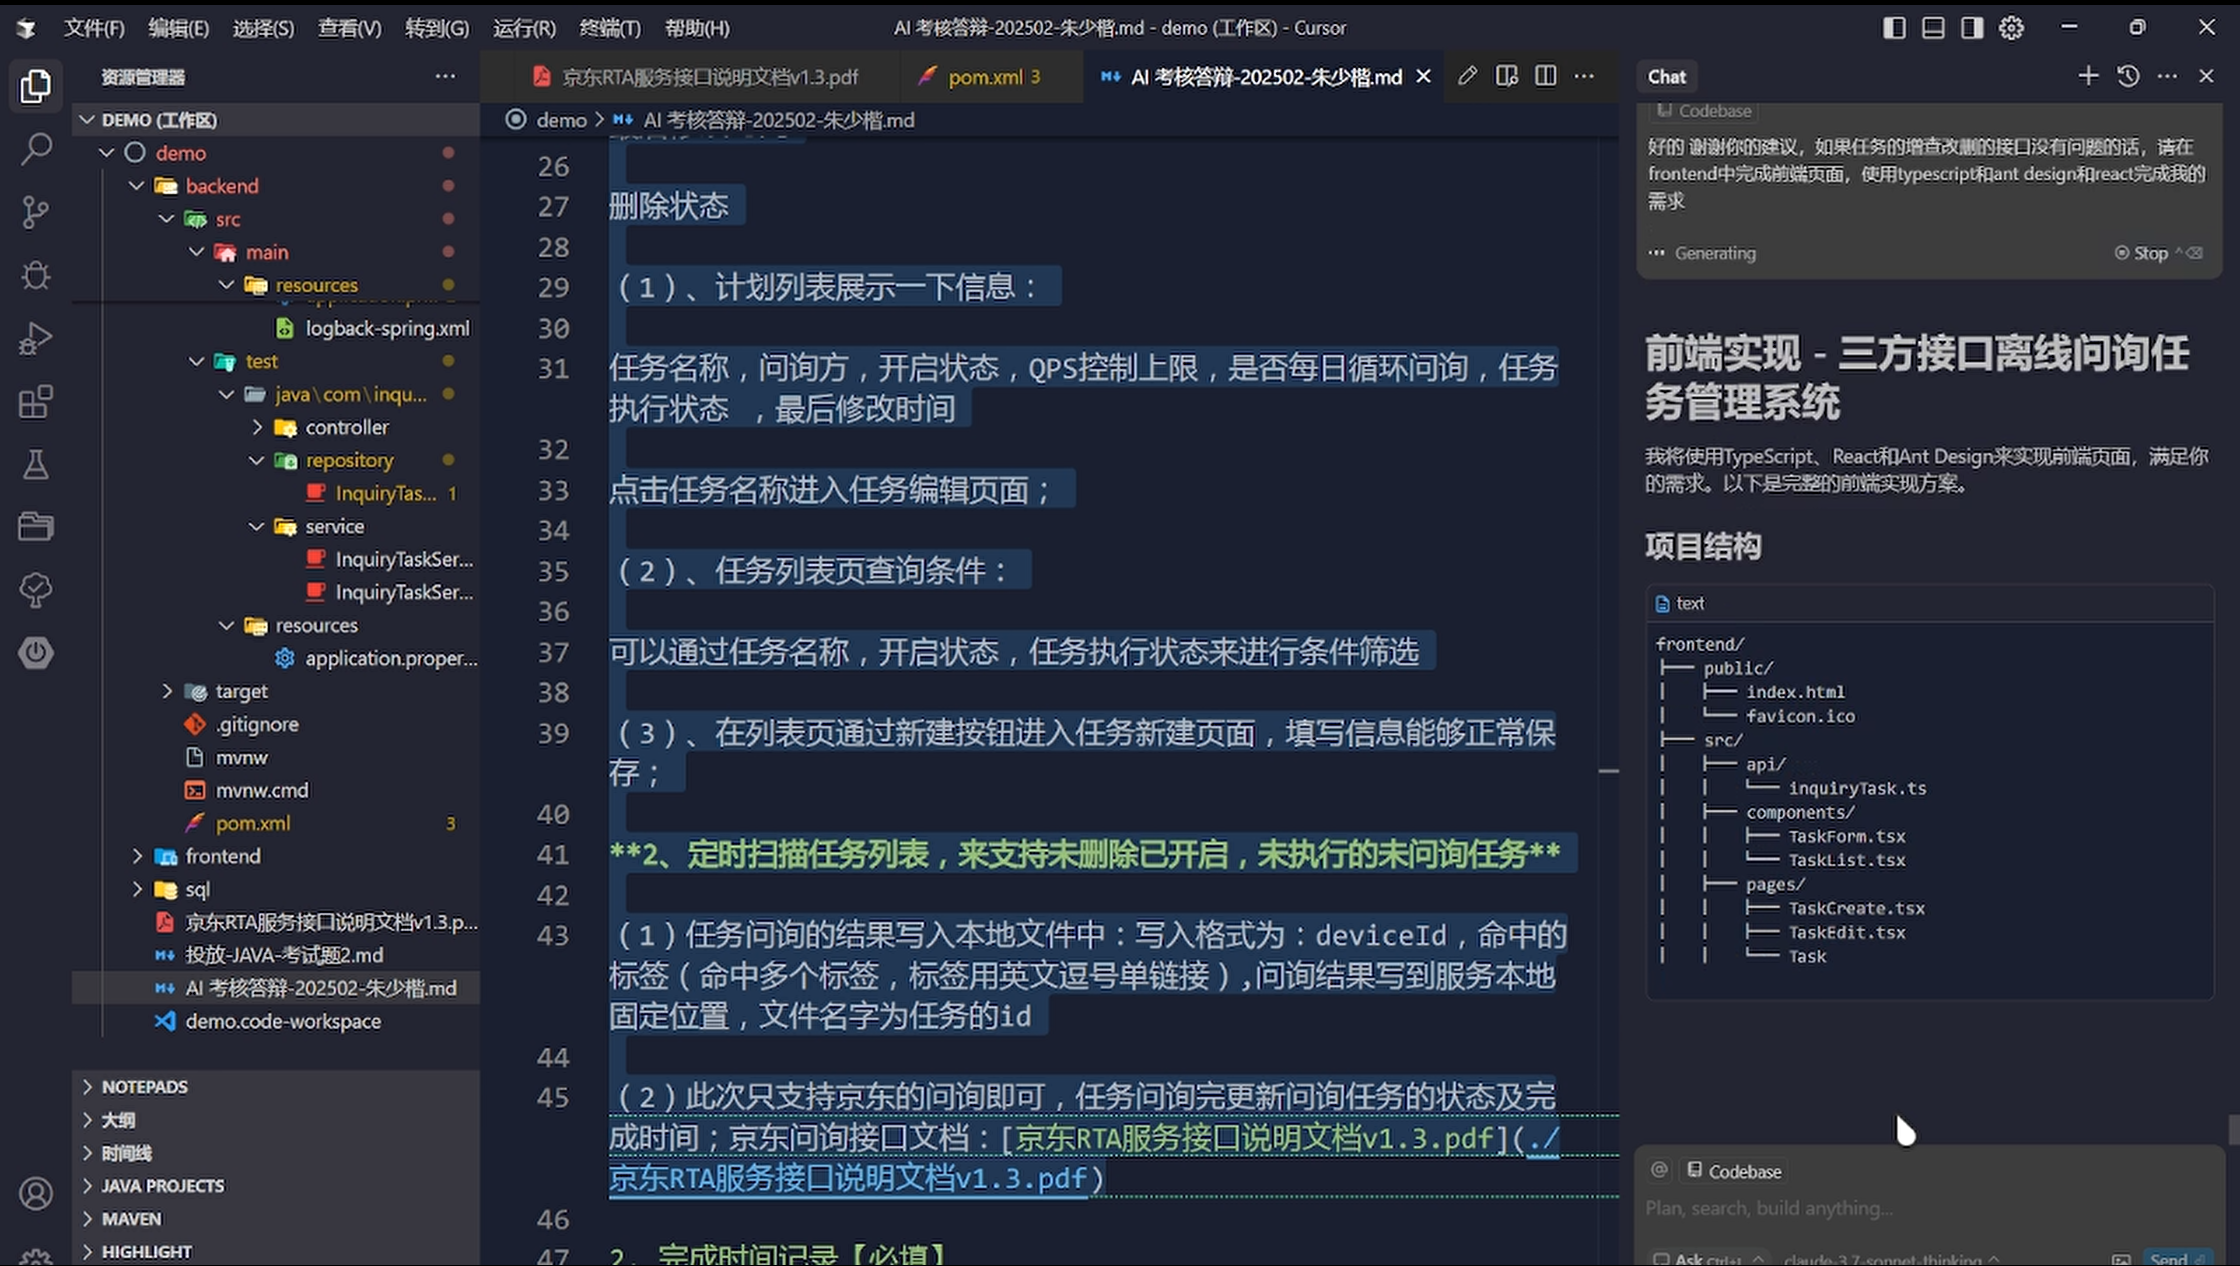 文件(F) 编辑(E) 选择(S) 查看(V) 转到(G) 运行(R) 终端(T) 帮助(H)
AI 考核答辩-202502-朱少楷.md - demo (工作区) - Cursor
资源管理器
DEMO (工作区)
demo
backend
src
main
resources
logback-spring.xml
test
java\com\inqu...
controller
repository
InquiryTas... 1
service
InquiryTaskSer...
InquiryTaskSer...
resources
application.proper...
target
.gitignore
mvnw
mvnw.cmd
pom.xml 3
frontend
sql
京东RTA服务接口说明文档v1.3.p...
投放-JAVA-考试题2.md
AI 考核答辩-202502-朱少楷.md
demo.code-workspace
NOTEPADS
大纲
时间线
JAVA PROJECTS
MAVEN
HIGHLIGHT
京东RTA服务接口说明文档v1.3.pdf
pom.xml 3
AI 考核答辩-202502-朱少楷.md
demo > AI 考核答辩-202502-朱少楷.md
26
27 删除状态
28
29 （1）、计划列表展示一下信息：
30
31 任务名称，问询方，开启状态，QPS控制上限，是否每日循环问询，任务
执行状态 ，最后修改时间
32
33 点击任务名称进入任务编辑页面；
34
35 （2）、任务列表页查询条件：
36
37 可以通过任务名称，开启状态，任务执行状态来进行条件筛选
38
39 （3）、在列表页通过新建按钮进入任务新建页面，填写信息能够正常保
存；
40
41 **2、定时扫描任务列表，来支持未删除已开启，未执行的未问询任务**
42
43 （1）任务问询的结果写入本地文件中：写入格式为：deviceId，命中的
标签（命中多个标签，标签用英文逗号单链接）,问询结果写到服务本地
固定位置，文件名字为任务的id
44
45 （2）此次只支持京东的问询即可，任务问询完更新问询任务的状态及完
成时间；京东问询接口文档：[京东RTA服务接口说明文档v1.3.pdf](./
京东RTA服务接口说明文档v1.3.pdf)
46
47 2、完成时间记录【必填】
Chat
Codebase
好的 谢谢你的建议，如果任务的增查改删的接口没有问题的话，请在
frontend中完成前端页面，使用typescript和ant design和react完成我的
需求
Generating
Stop
前端实现 - 三方接口离线问询任
务管理系统
我将使用TypeScript、React和Ant Design来实现前端页面，满足你
的需求。以下是完整的前端实现方案。
项目结构
text
frontend/
├── public/
│ ├── index.html
│ └── favicon.ico
├── src/
│ ├── api/
│ │ └── inquiryTask.ts
│ ├── components/
│ │ ├── TaskForm.tsx
│ │ └── TaskList.tsx
│ ├── pages/
│ │ ├── TaskCreate.tsx
│ │ ├── TaskEdit.tsx
│ │ └── Task
@ Codebase
Plan, search, build anything...
Ask Ctrl+L claude-3.7-sonnet-thinking Send